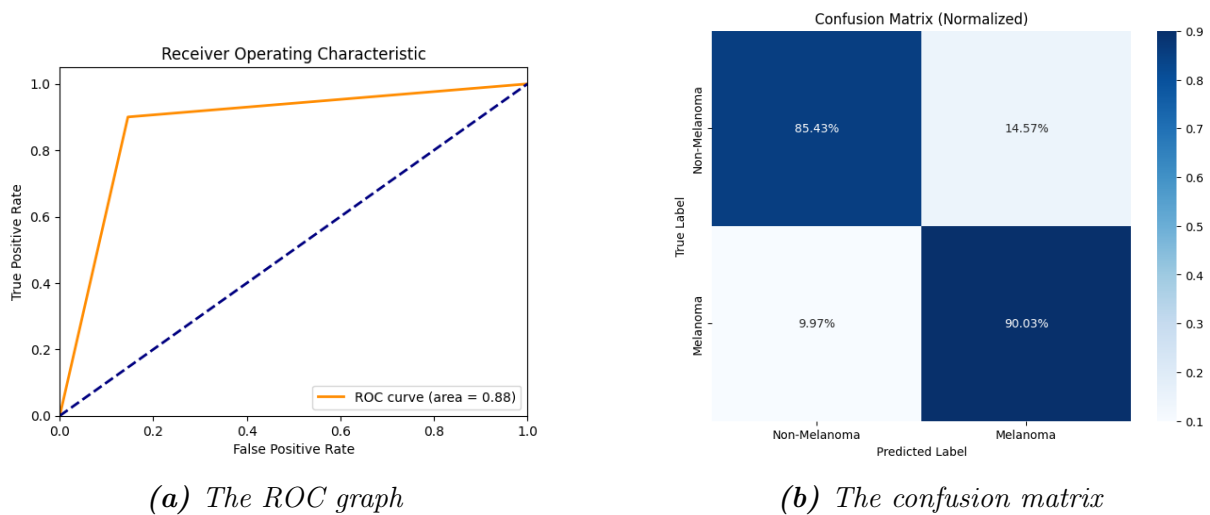 Receiver Operating Characteristic
True Positive Rate
1.0
0.8
0.6
0.4
0.2
0.0
0.0 0.2 0.4 0.6 0.8 1.0
False Positive Rate
ROC curve (area = 0.88)
(a) The ROC graph
Confusion Matrix (Normalized)
True Label
Non-Melanoma
Melanoma
85.43% 14.57%
9.97% 90.03%
Non-Melanoma Melanoma
Predicted Label
0.9
0.8
0.7
0.6
0.5
0.4
0.3
0.2
0.1
(b) The confusion matrix